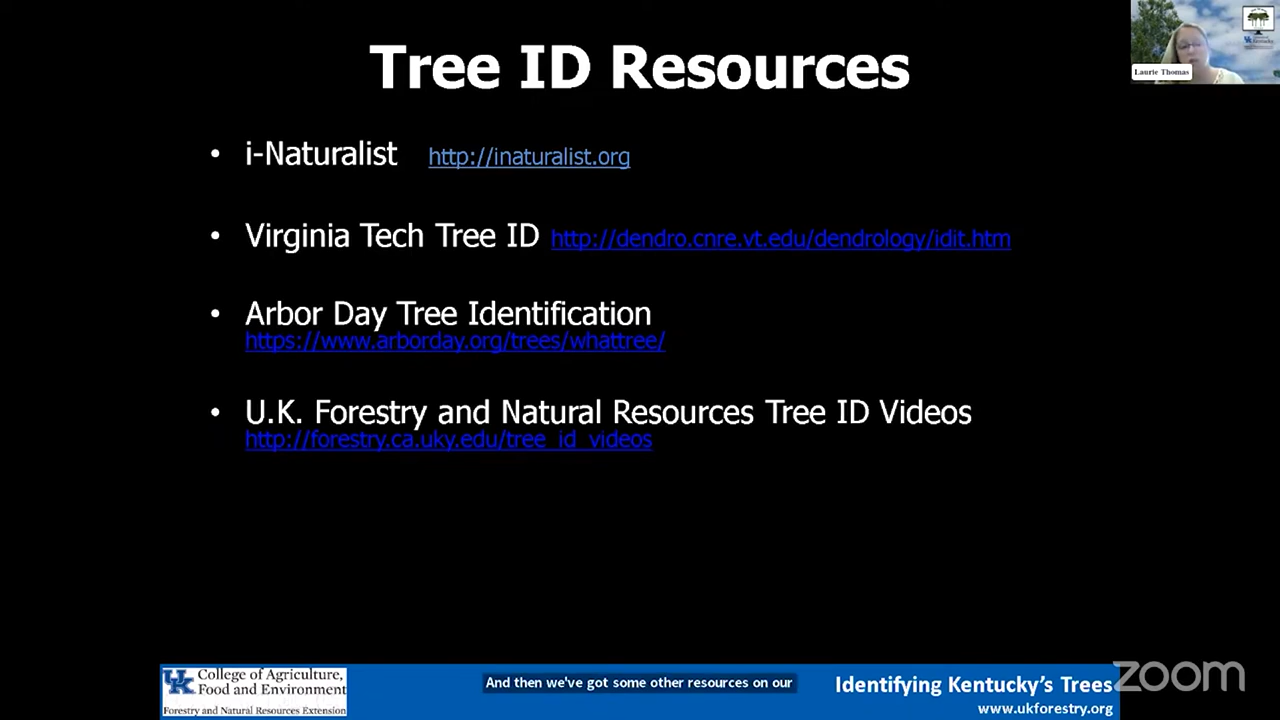 Tree ID Resources
Laurie Thomas
• i-Naturalist http://inaturalist.org
• Virginia Tech Tree ID http://dendro.cnre.vt.edu/dendrology/idit.htm
• Arbor Day Tree Identification
https://www.arborday.org/trees/whattree/
• U.K. Forestry and Natural Resources Tree ID Videos
http://forestry.ca.uky.edu/tree_id_videos
UK College of Agriculture,
Food and Environment
Forestry and Natural Resources Extension
And then we've got some other resources on our
Identifying Kentucky's Trees
www.ukforestry.org
zoom